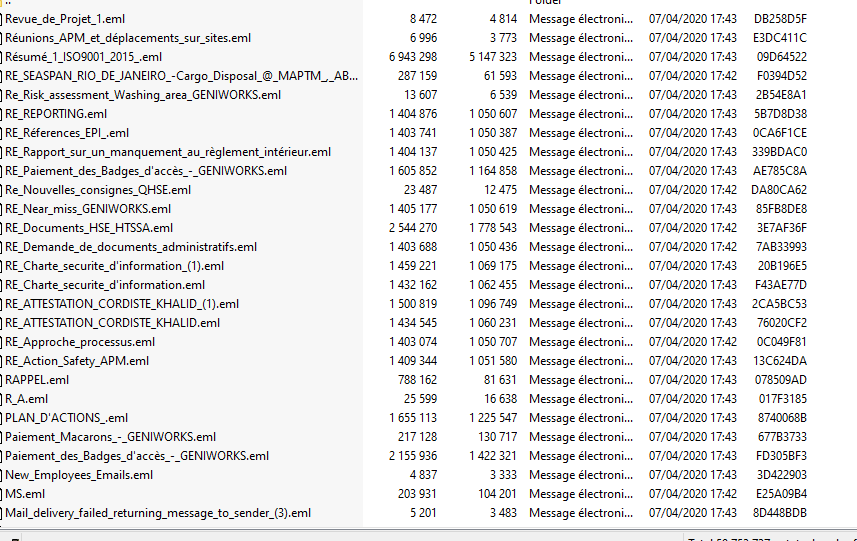 ..
Revue_de_Projet_1.eml 8 472 4 814 Message électroni... 07/04/2020 17:43 DB258D5F
Réunions_APM_et_déplacements_sur_sites.eml 6 996 3 773 Message électroni... 07/04/2020 17:43 E3DC411C
Résumé_1_ISO9001_2015_.eml 6 943 298 5 147 323 Message électroni... 07/04/2020 17:43 09D64522
RE_SEASPAN_RIO_DE_JANEIRO_-Cargo_Disposal_@_MAPTM_,_AB... 287 159 61 593 Message électroni... 07/04/2020 17:42 F0394D52
Re_Risk_assessment_Washing_area_GENIWORKS.eml 13 607 6 539 Message électroni... 07/04/2020 17:43 2B54E8A1
RE_REPORTING.eml 1 404 876 1 050 607 Message électroni... 07/04/2020 17:43 5B7D8D38
RE_Réferences_EPI_.eml 1 403 741 1 050 387 Message électroni... 07/04/2020 17:43 0CA6F1CE
RE_Rapport_sur_un_manquement_au_règlement_intérieur.eml 1 404 137 1 050 425 Message électroni... 07/04/2020 17:43 339BDAC0
RE_Paiement_des_Badges_d'accès_-_GENIWORKS.eml 1 605 852 1 164 858 Message électroni... 07/04/2020 17:43 AE785C8A
Re_Nouvelles_consignes_QHSE.eml 23 487 12 475 Message électroni... 07/04/2020 17:42 DA80CA62
RE_Near_miss_GENIWORKS.eml 1 405 177 1 050 619 Message électroni... 07/04/2020 17:43 85FB8DE8
RE_Documents_HSE_HTSSA.eml 2 544 270 1 778 543 Message électroni... 07/04/2020 17:42 3E7AF36F
RE_Demande_de_documents_administratifs.eml 1 403 688 1 050 436 Message électroni... 07/04/2020 17:42 7AB33993
RE_Charte_securite_d'information_(1).eml 1 459 221 1 069 175 Message électroni... 07/04/2020 17:43 20B196E5
RE_Charte_securite_d'information.eml 1 432 162 1 062 455 Message électroni... 07/04/2020 17:43 F43AE77D
RE_ATTESTATION_CORDISTE_KHALID_(1).eml 1 500 819 1 096 749 Message électroni... 07/04/2020 17:43 2CA5BC53
RE_ATTESTATION_CORDISTE_KHALID.eml 1 434 545 1 060 231 Message électroni... 07/04/2020 17:43 76020CF2
RE_Approche_processus.eml 1 403 074 1 050 707 Message électroni... 07/04/2020 17:42 0C049F81
RE_Action_Safety_APM.eml 1 409 344 1 051 580 Message électroni... 07/04/2020 17:43 13C624DA
RAPPEL.eml 788 162 81 631 Message électroni... 07/04/2020 17:43 078509AD
R_A.eml 25 599 16 638 Message électroni... 07/04/2020 17:43 017F3185
PLAN_D'ACTIONS_.eml 1 655 113 1 225 547 Message électroni... 07/04/2020 17:43 8740068B
Paiement_Macarons_-_GENIWORKS.eml 217 128 130 717 Message électroni... 07/04/2020 17:43 677B3733
Paiement_des_Badges_d'accès_-_GENIWORKS.eml 2 155 936 1 422 321 Message électroni... 07/04/2020 17:43 FD305BF3
New_Employees_Emails.eml 4 837 3 333 Message électroni... 07/04/2020 17:43 3D422903
MS.eml 203 931 104 201 Message électroni... 07/04/2020 17:42 E25A09B4
Mail_delivery_failed_returning_message_to_sender_(3).eml 5 201 3 483 Message électroni... 07/04/2020 17:43 8D448BDB